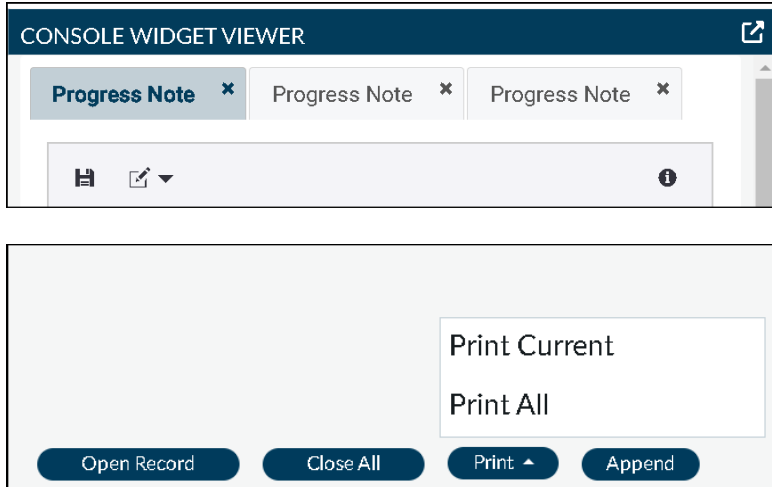 CONSOLE WIDGET VIEWER
Progress Note Progress Note Progress Note
Print Current
Print All
Open Record Close All Print Append